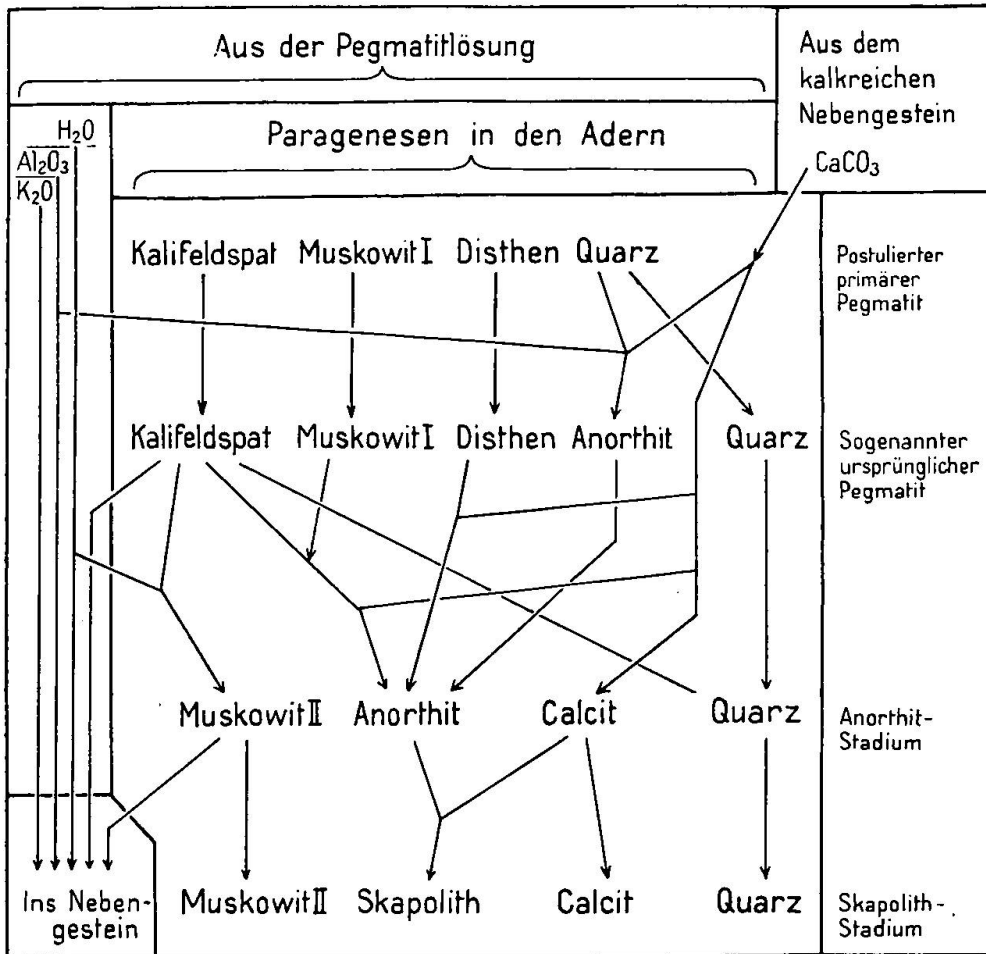 Aus der Pegmatitlösung
Aus dem
kalkreichen
Nebengestein
CaCO₃
H₂O
Al₂O₃
K₂O
Paragenesen in den Adern
Kalifeldspat Muskowit I Disthen Quarz
Postulierter
primärer
Pegmatit
Kalifeldspat Muskowit I Disthen Anorthit Quarz
Sogenannter
ursprünglicher
Pegmatit
Muskowit II Anorthit Calcit Quarz
Anorthit-
Stadium
Ins Neben-
gestein
Muskowit II Skapolith Calcit Quarz
Skapolith-
Stadium